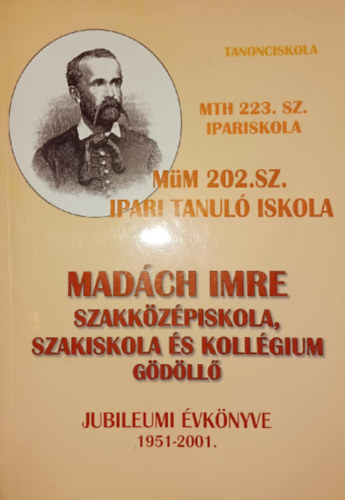 TANONCISKOLA
MTH 223. SZ.
IPARISKOLA
MüM 202.SZ.
IPARI TANULÓ ISKOLA
MADÁCH IMRE
SZAKKÖZÉPISKOLA,
SZAKISKOLA ÉS KOLLÉGIUM
GÖDÖLLŐ
JUBILEUMI ÉVKÖNYVE
1951-2001.